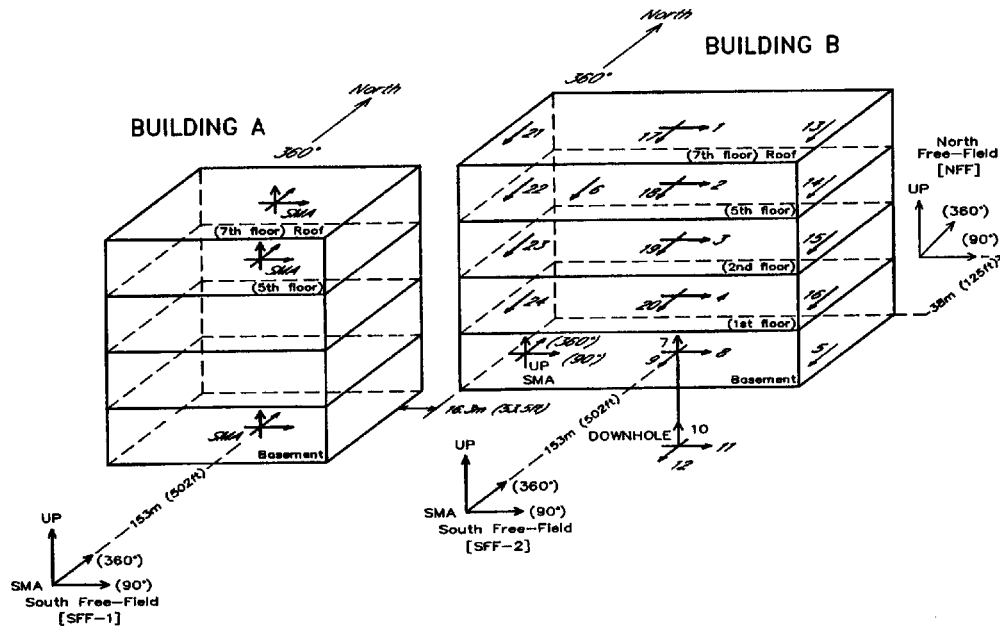 North
360°
BUILDING B
North
360°
BUILDING A
21
17
1
13
(7th floor) Roof
North
Free-Field
[NFF]
UP
(360°)
(90°)
38m (125ft)
SMA
(7th floor) Roof
22
6
18
2
14
(5th floor)
SMA
(5th floor)
23
19
3
15
(2nd floor)
24
20
4
16
(1st floor)
7
(360°)
(90°)
UP
SMA
9
8
5
Basement
16.3m (53.5ft)
SMA
Basement
153m (502ft)
DOWNHOLE
10
11
12
UP
(360°)
SMA
(90°)
South Free-Field
[SFF-2]
153m (502ft)
UP
(360°)
SMA
(90°)
South Free-Field
[SFF-1]